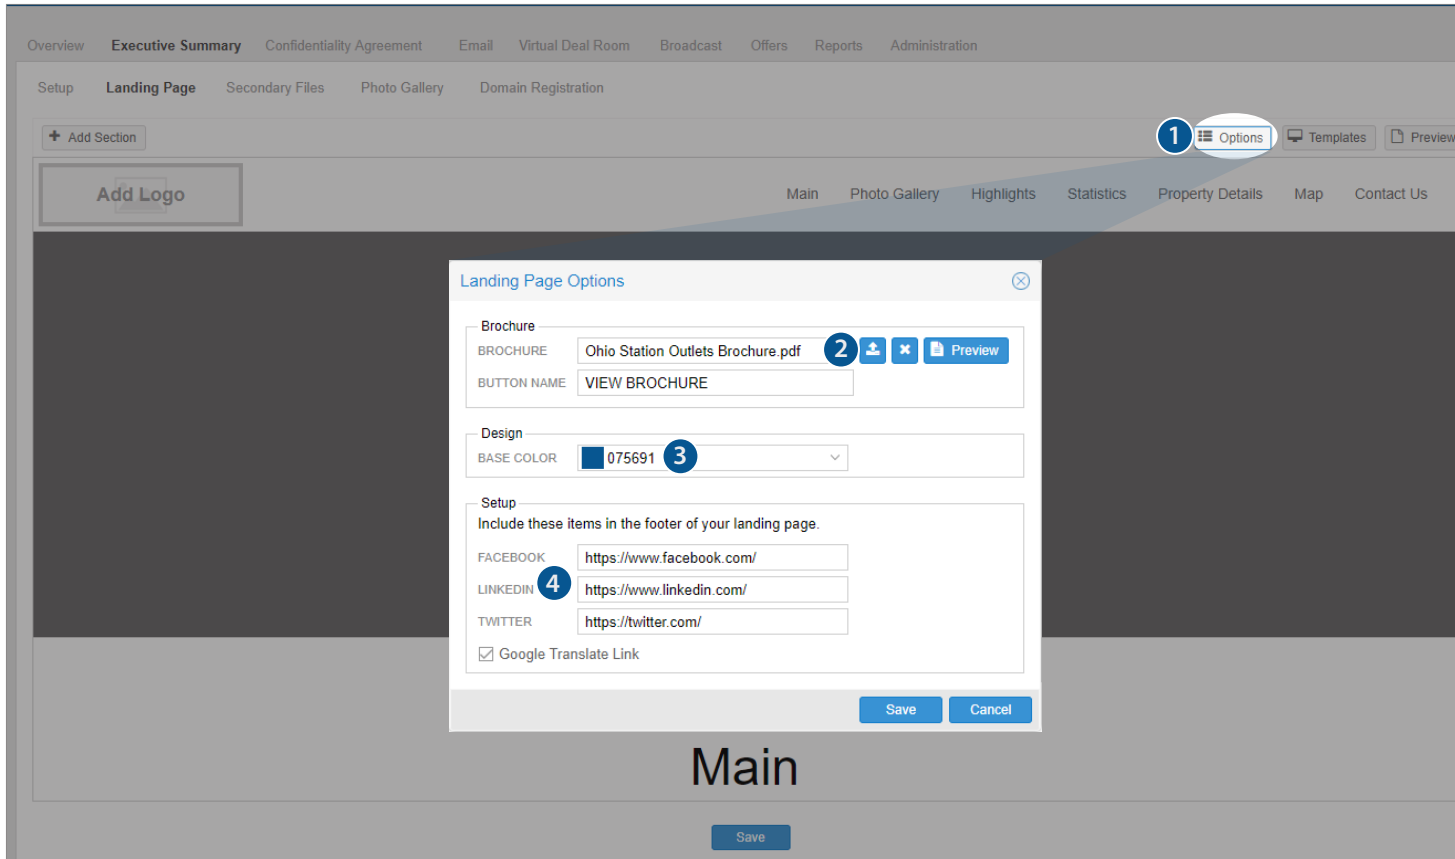 Overview Executive Summary Confidentiality Agreement Email Virtual Deal Room Broadcast Offers Reports Administration
Setup Landing Page Secondary Files Photo Gallery Domain Registration
Add Section 1 Options Templates Preview
Add Logo Main Photo Gallery Highlights Statistics Property Details Map Contact Us
Landing Page Options
Brochure
BROCHURE Ohio Station Outlets Brochure.pdf 2 Preview
BUTTON NAME VIEW BROCHURE
Design
BASE COLOR 075691 3
Setup
Include these items in the footer of your landing page.
FACEBOOK https://www.facebook.com/
LINKEDIN 4 https://www.linkedin.com/
TWITTER https://twitter.com/
Google Translate Link
Save Cancel
Main
Save